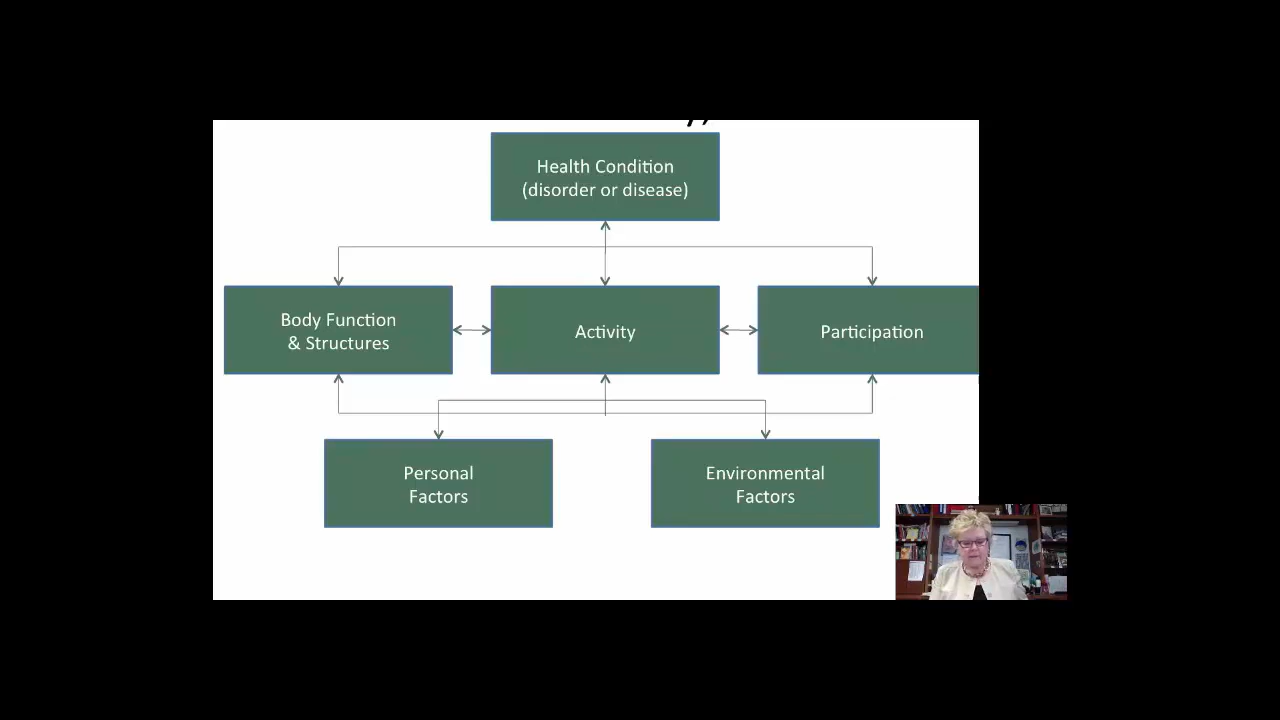 Health Condition
(disorder or disease)
Body Function
& Structures
Activity
Participation
Personal
Factors
Environmental
Factors